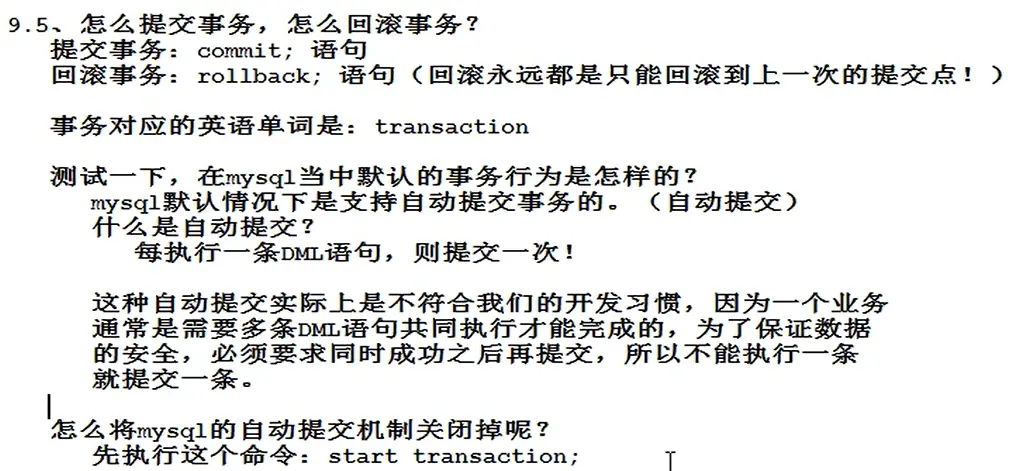 9.5、怎么提交事务，怎么回滚事务？
提交事务：commit; 语句
回滚事务：rollback; 语句（回滚永远都是只能回滚到上一次的提交点！）
事务对应的英语单词是：transaction
测试一下，在mysql当中默认的事务行为是怎样的？
mysql默认情况下是支持自动提交事务的。（自动提交）
什么是自动提交？
每执行一条DML语句，则提交一次！
这种自动提交实际上是不符合我们的开发习惯，因为一个业务
通常是需要多条DML语句共同执行才能完成的，为了保证数据
的安全，必须要求同时成功之后再提交，所以不能执行一条
就提交一条。
怎么将mysql的自动提交机制关闭掉呢？
先执行这个命令：start transaction;